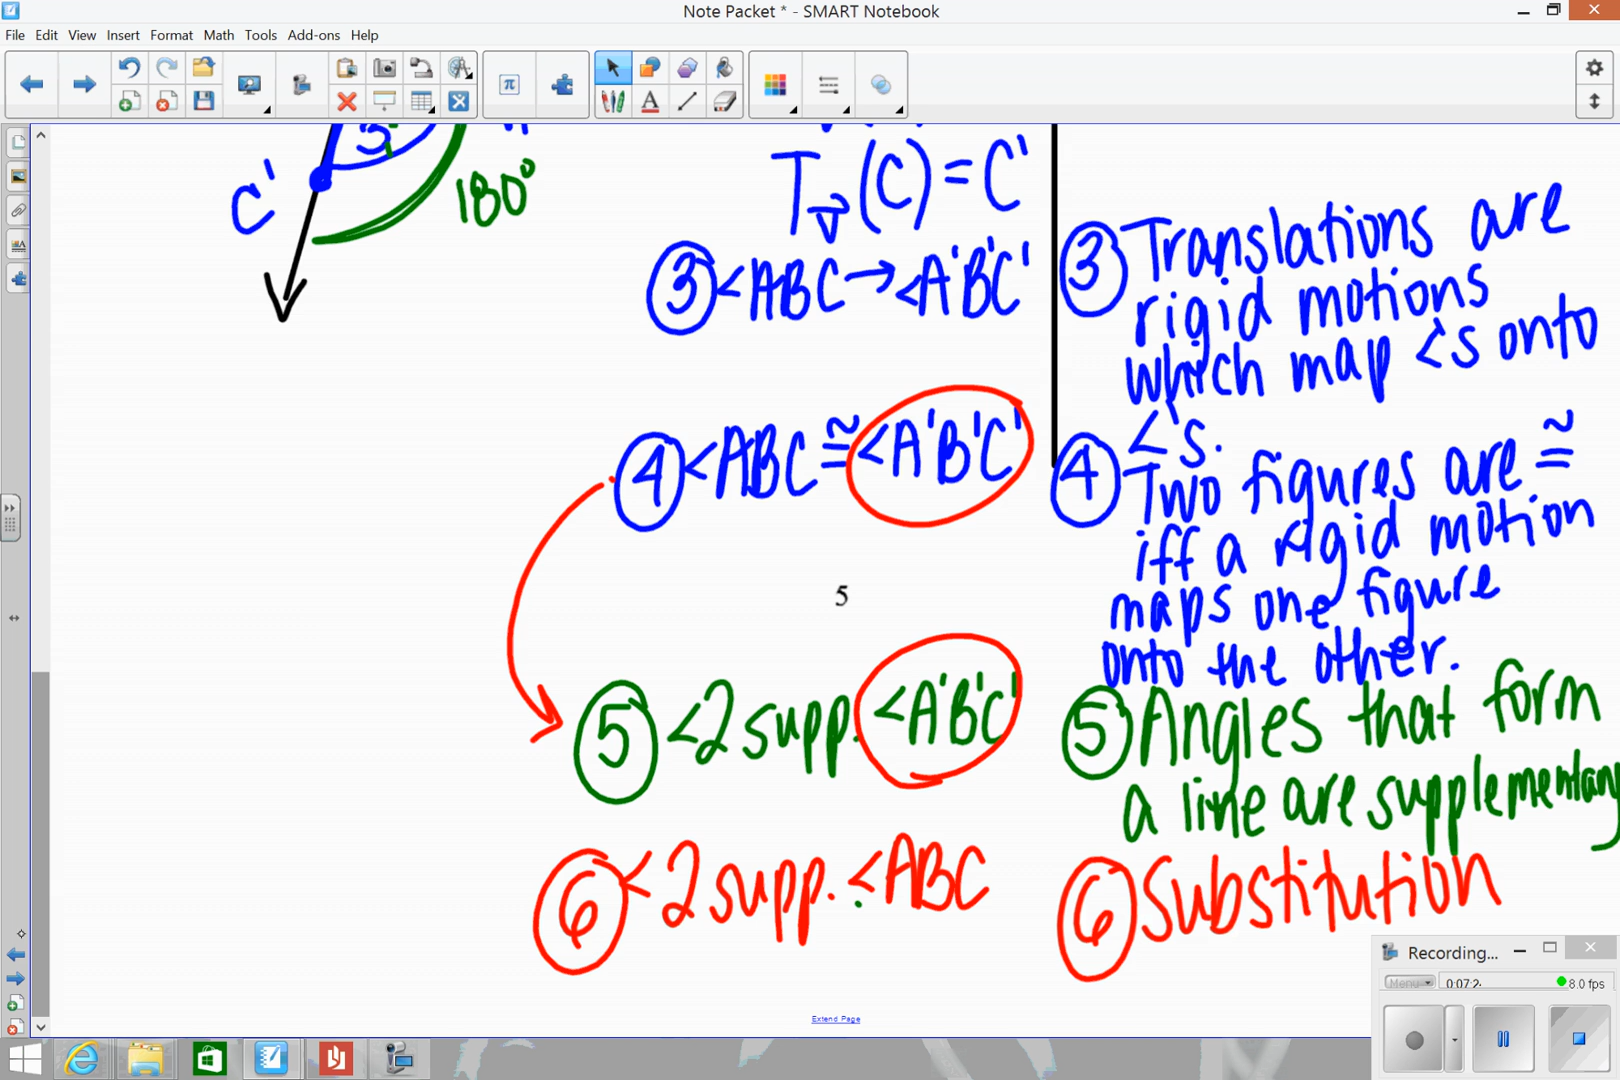 Note Packet * - SMART Notebook
File Edit View Insert Format Math Tools Add-ons Help
C'
180°
T_v(C) = C'
③ <ABC → <A'B'C'
④ <ABC ≅ <A'B'C'
5
⑤ <2 supp. <A'B'C'
⑥ <2 supp. <ABC
③ Translations are
rigid motions
which map <s onto
<'s.
④ Two figures are ≅
iff a rigid motion
maps one figure
onto the other.
⑤ Angles that form
a line are supplementary
⑥ Substitution
Extend Page
Recording...
Menu
0:07:2
8.0 fps